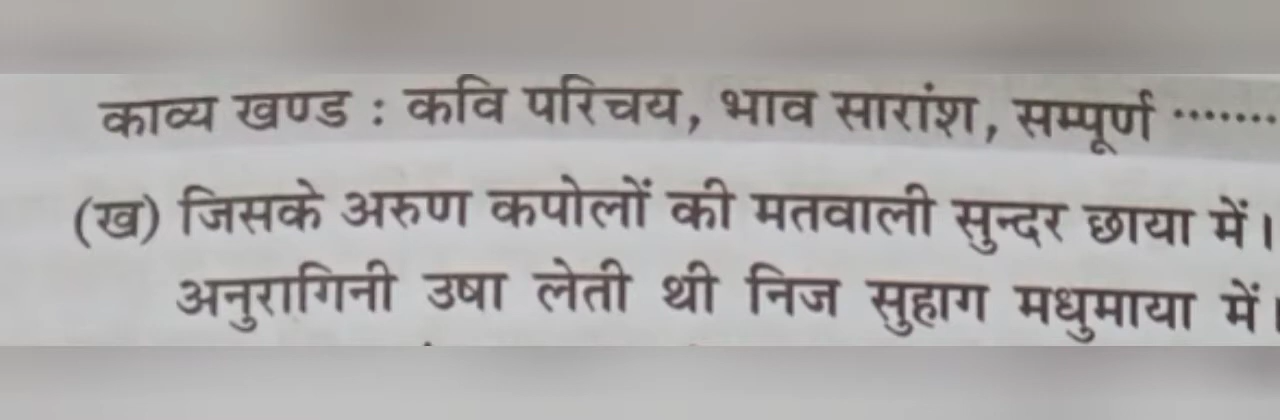 काव्य खण्ड : कवि परिचय, भाव सारांश, सम्पूर्ण .......
(ख) जिसके अरुण कपोलों की मतवाली सुन्दर छाया में।
अनुरागिनी उषा लेती थी निज सुहाग मधुमाया में।